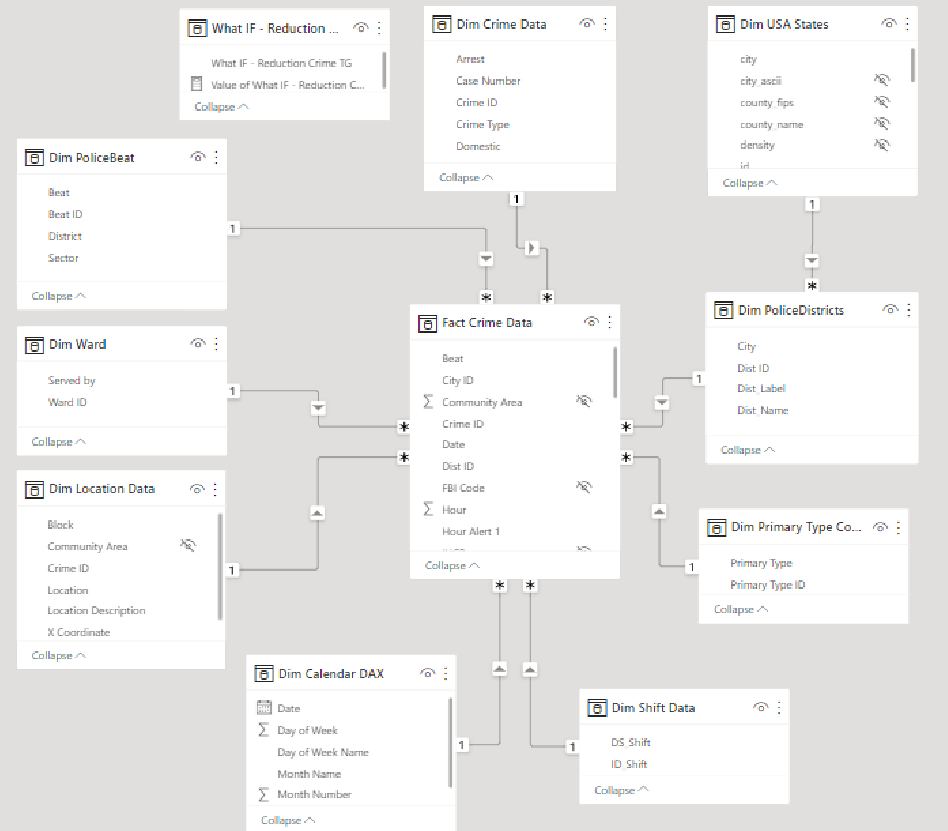 What IF - Reduction ...
What IF - Reduction Crime TG
Value of What IF - Reduction C...
Collapse
Dim Crime Data
Arrest
Case Number
Crime ID
Crime Type
Domestic
Collapse
Dim USA States
city
city_ascii
county_fips
county_name
density
id
Collapse
Dim PoliceBeat
Beat
Beat ID
District
Sector
Collapse
1
1
1
*
*
*
Dim Ward
Served by
Ward ID
Collapse
1
*
Fact Crime Data
Beat
City ID
Community Area
Crime ID
Date
Dist ID
FBI Code
Hour
Hour Alert 1
Collapse
Dim PoliceDistricts
City
Dist ID
Dist_Label
Dist_Name
Collapse
1
*
Dim Location Data
Block
Community Area
Crime ID
Location
Location Description
X Coordinate
Collapse
1
*
Dim Primary Type Co...
Primary Type
Primary Type ID
Collapse
1
*
Dim Calendar DAX
Date
Day of Week
Day of Week Name
Month Name
Month Number
Collapse
1
*
Dim Shift Data
DS_Shift
ID_Shift
Collapse
1
*